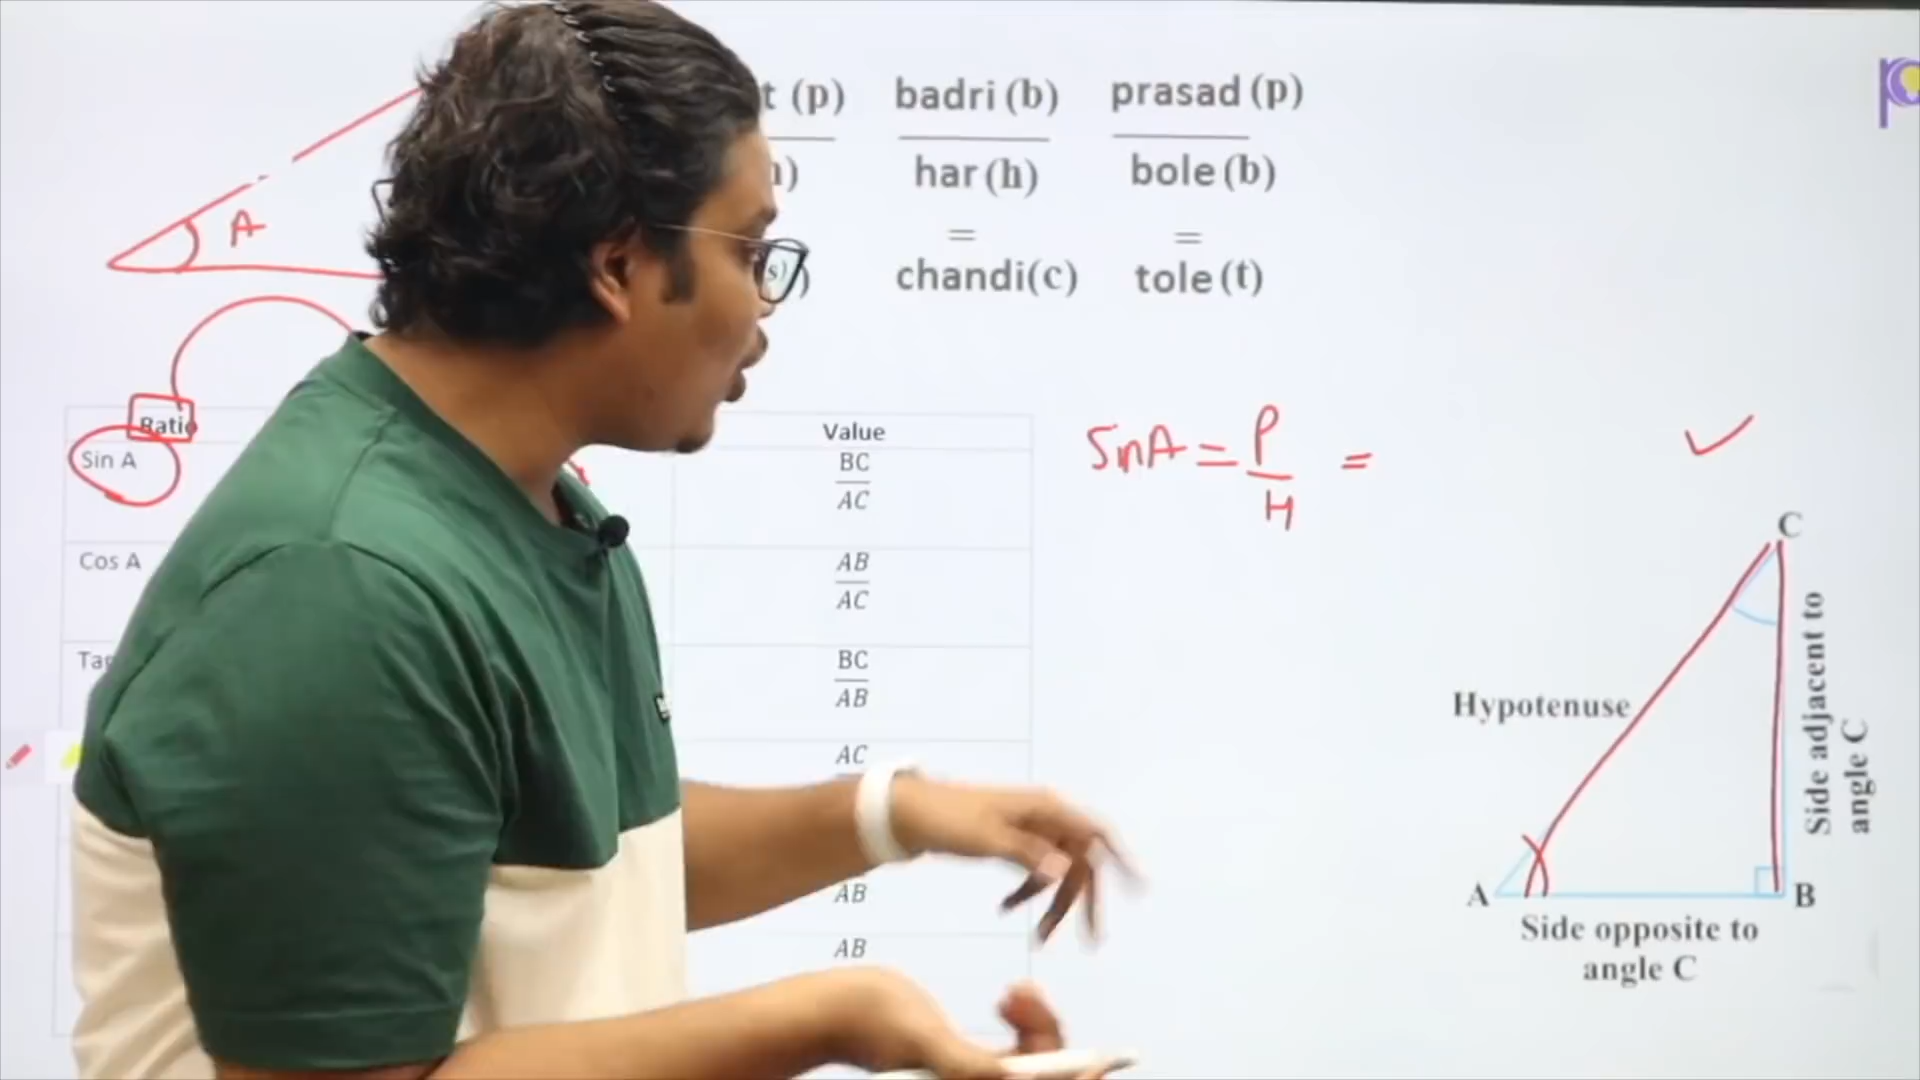 t (p) badri (b) prasad (p)
har (h) bole (b)
= =
chandi(c) tole (t)
A
Ratio Value
Sin A BC
AC
Cos A AB
AC
BC
AB
AC
AB
AB
SinA = P =
H
C
Hypotenuse
Side adjacent to
angle C
A B
Side opposite to
angle C